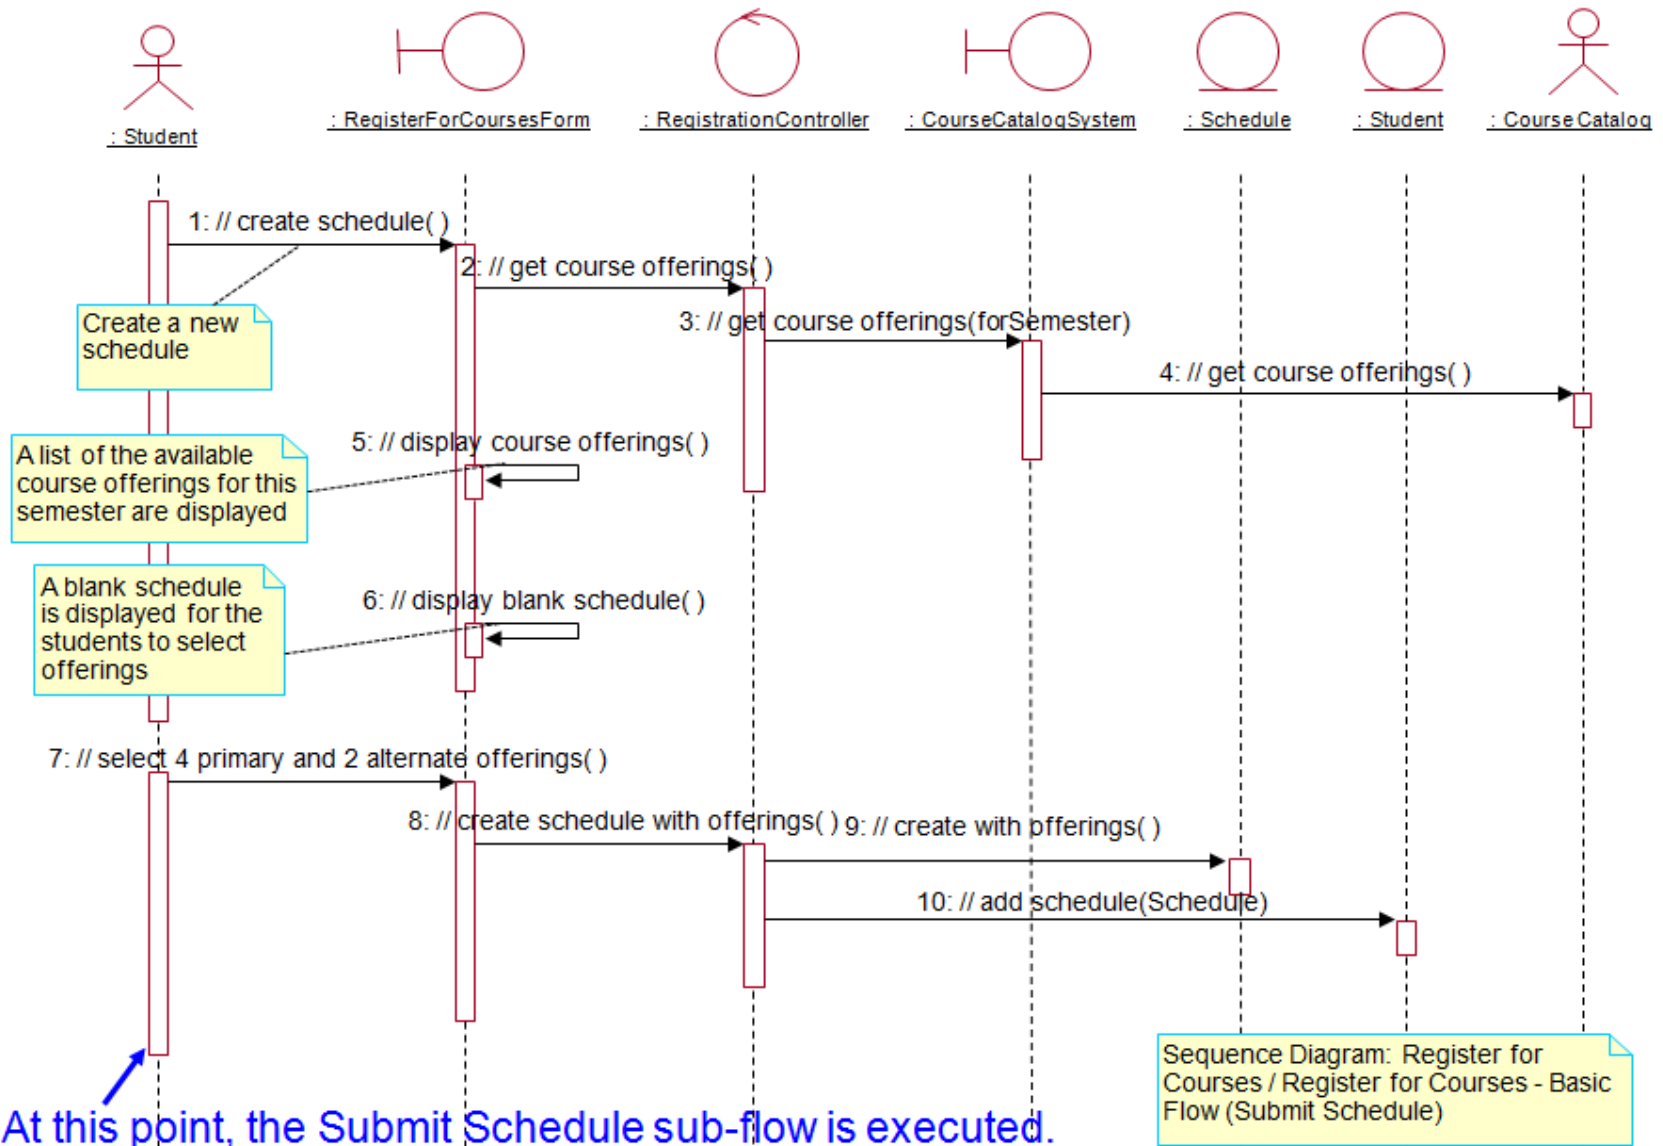 : Student
: RegisterForCoursesForm
: RegistrationController
: CourseCatalogSystem
: Schedule
: Student
: Course Catalog
1: // create schedule( )
2: // get course offerings( )
Create a new
schedule
3: // get course offerings(forSemester)
4: // get course offerings( )
5: // display course offerings( )
A list of the available
course offerings for this
semester are displayed
6: // display blank schedule( )
A blank schedule
is displayed for the
students to select
offerings
7: // select 4 primary and 2 alternate offerings( )
8: // create schedule with offerings( )
9: // create with offerings( )
10: // add schedule(Schedule)
Sequence Diagram: Register for
Courses / Register for Courses - Basic
Flow (Submit Schedule)
At this point, the Submit Schedule sub-flow is executed.